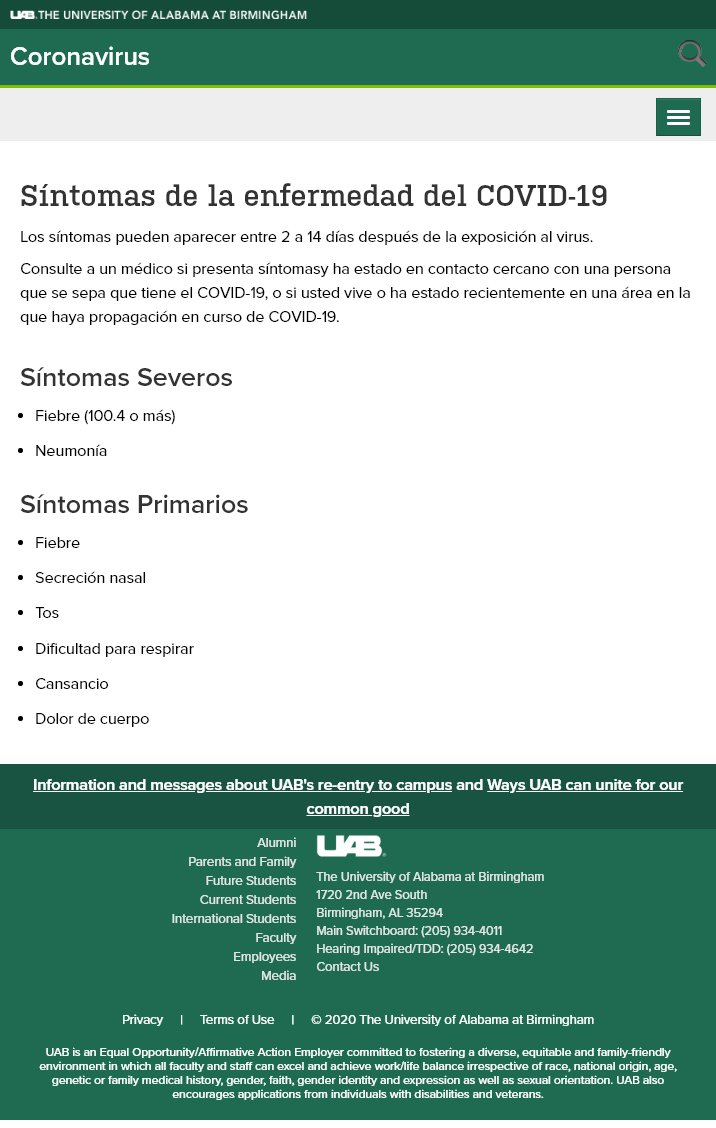 UAB THE UNIVERSITY OF ALABAMA AT BIRMINGHAM
Coronavirus
Síntomas de la enfermedad del COVID-19
Los síntomas pueden aparecer entre 2 a 14 días después de la exposición al virus.
Consulte a un médico si presenta síntomasy ha estado en contacto cercano con una persona
que se sepa que tiene el COVID-19, o si usted vive o ha estado recientemente en una área en la
que haya propagación en curso de COVID-19.
Síntomas Severos
• Fiebre (100.4 o más)
• Neumonía
Síntomas Primarios
• Fiebre
• Secreción nasal
• Tos
• Dificultad para respirar
• Cansancio
• Dolor de cuerpo
Information and messages about UAB's re-entry to campus and Ways UAB can unite for our
common good
Alumni
Parents and Family
Future Students
Current Students
International Students
Faculty
Employees
Media
UAB
The University of Alabama at Birmingham
1720 2nd Ave South
Birmingham, AL 35294
Main Switchboard: (205) 934-4011
Hearing Impaired/TDD: (205) 934-4642
Contact Us
Privacy | Terms of Use | © 2020 The University of Alabama at Birmingham
UAB is an Equal Opportunity/Affirmative Action Employer committed to fostering a diverse, equitable and family-friendly
environment in which all faculty and staff can excel and achieve work/life balance irrespective of race, national origin, age,
genetic or family medical history, gender, faith, gender identity and expression as well as sexual orientation. UAB also
encourages applications from individuals with disabilities and veterans.